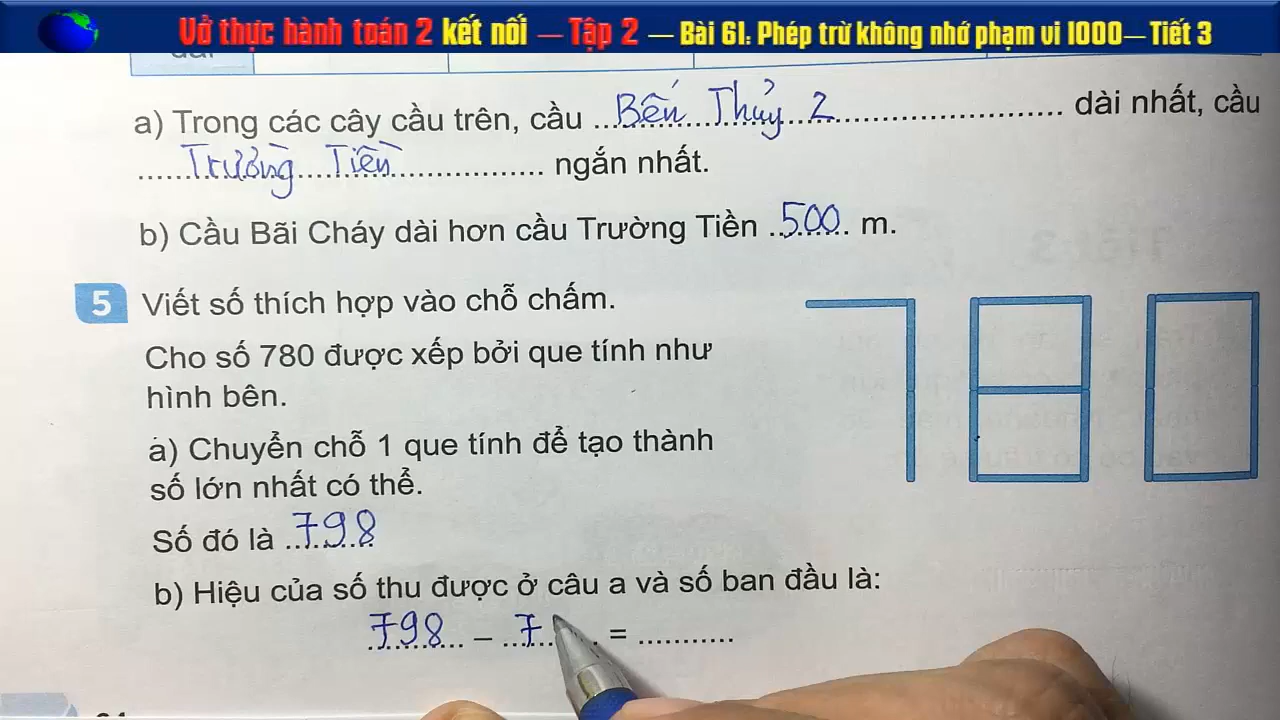 Vở thực hành toán 2 kết nối – Tập 2 – Bài 61: Phép trừ không nhớ phạm vi 1000– Tiết 3
dài
a) Trong các cây cầu trên, cầu ... Bến Thủy 2 ... dài nhất, cầu
... Trường Tiền ... ngắn nhất.
b) Cầu Bãi Cháy dài hơn cầu Trường Tiền ..500.. m.
5 Viết số thích hợp vào chỗ chấm.
Cho số 780 được xếp bởi que tính như
hình bên.
780
a) Chuyển chỗ 1 que tính để tạo thành
số lớn nhất có thể.
Số đó là ..798..
b) Hiệu của số thu được ở câu a và số ban đầu là:
..798.. – ..7.. = ...........